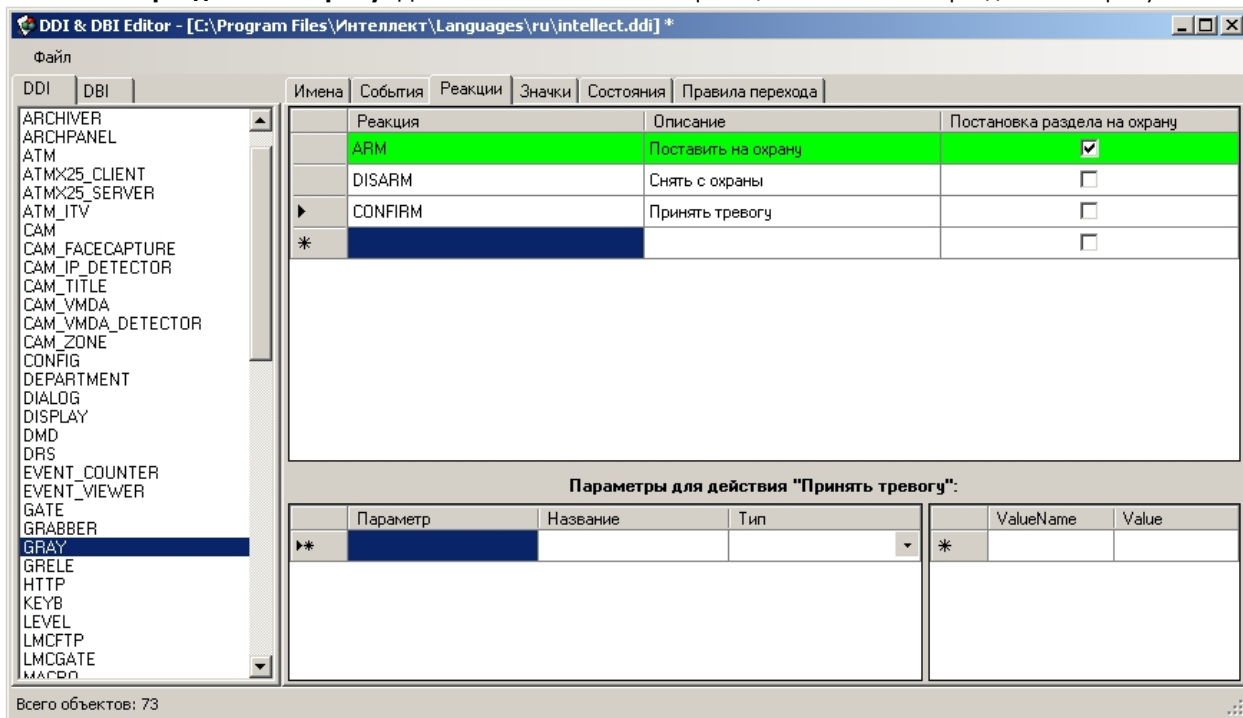 DDI & DBI Editor - [C:\Program Files\Интеллект\Languages\ru\intellect.ddi] *
Файл
DDI DBI
Имена События Реакции Значки Состояния Правила перехода
ARCHIVER
ARCHPANEL
ATM
ATMX25_CLIENT
ATMX25_SERVER
ATM_ITV
CAM
CAM_FACECAPTURE
CAM_IP_DETECTOR
CAM_TITLE
CAM_VMDA
CAM_VMDA_DETECTOR
CAM_ZONE
CONFIG
DEPARTMENT
DIALOG
DISPLAY
DMD
DRS
EVENT_COUNTER
EVENT_VIEWER
GATE
GRABBER
GRAY
GRELE
HTTP
KEYB
LEVEL
LMCFTP
LMCGATE
MACRO
Реакция Описание Постановка раздела на охрану
ARM Поставить на охрану
DISARM Снять с охраны
CONFIRM Принять тревогу
Параметры для действия "Принять тревогу":
Параметр Название Тип
ValueName Value
Всего объектов: 73